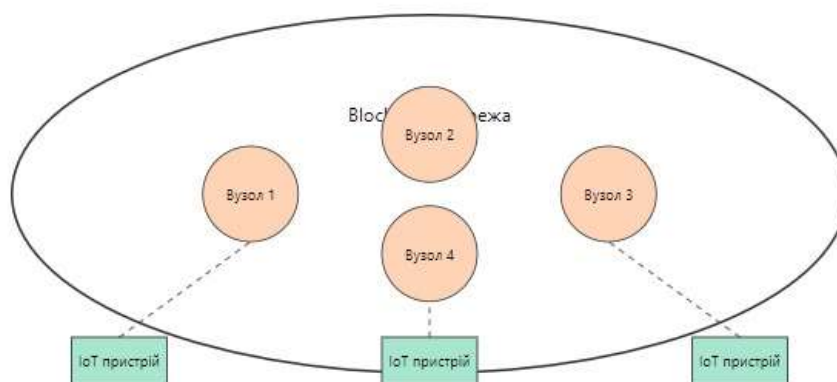 Bloc ежа
Вузол 2
Вузол 1
Вузол 3
Вузол 4
IoT пристрій
IoT пристрій
IoT пристрій